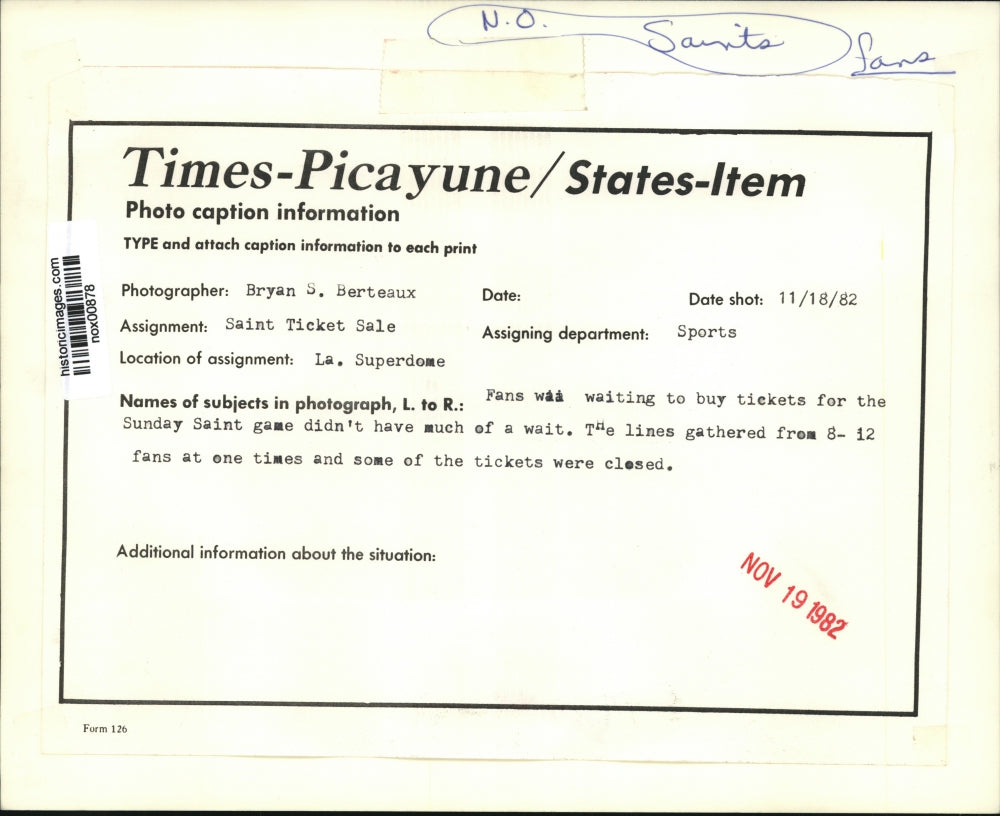 N.O. Saints fans
Times-Picayune/States-Item
Photo caption information
TYPE and attach caption information to each print
Photographer: Bryan S. Berteaux Date: Date shot: 11/18/82
Assignment: Saint Ticket Sale Assigning department: Sports
Location of assignment: La. Superdome
Names of subjects in photograph, L. to R.: Fans waiting to buy tickets for the
Sunday Saint game didn't have much of a wait. THe lines gathered from 8- 12
fans at one times and some of the tickets were closed.
Additional information about the situation:
NOV 19 1982
Form 126
historicimages.com
nox00878